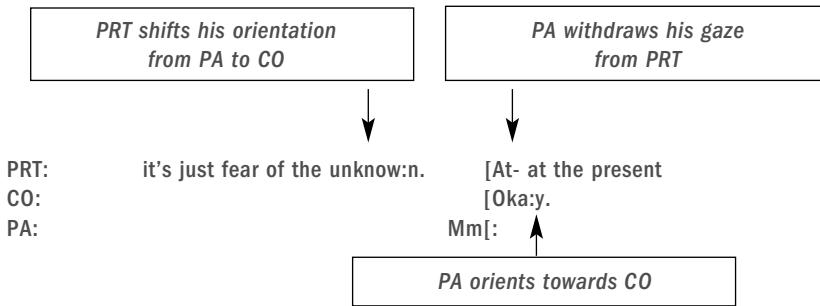 PRT shifts his orientation
from PA to CO
PA withdraws his gaze
from PRT
PRT: it's just fear of the unknow:n. [At- at the present
CO: [Oka:y.
PA: Mm[:
PA orients towards CO